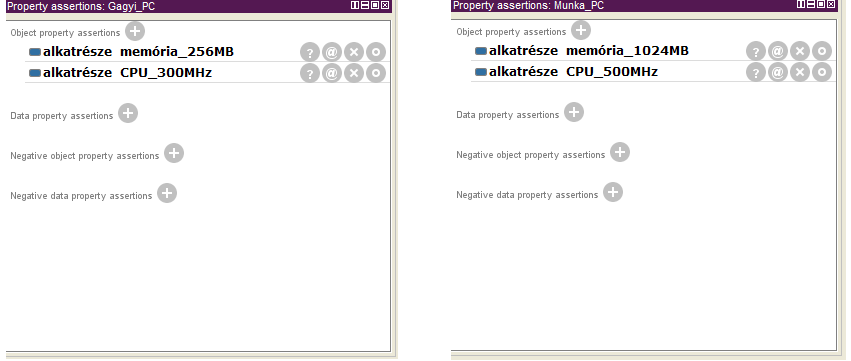 Property assertions: Gagyi_PC
Object property assertions
alkatrésze memória_256MB
alkatrésze CPU_300MHz
Data property assertions
Negative object property assertions
Negative data property assertions
Property assertions: Munka_PC
Object property assertions
alkatrésze memória_1024MB
alkatrésze CPU_500MHz
Data property assertions
Negative object property assertions
Negative data property assertions